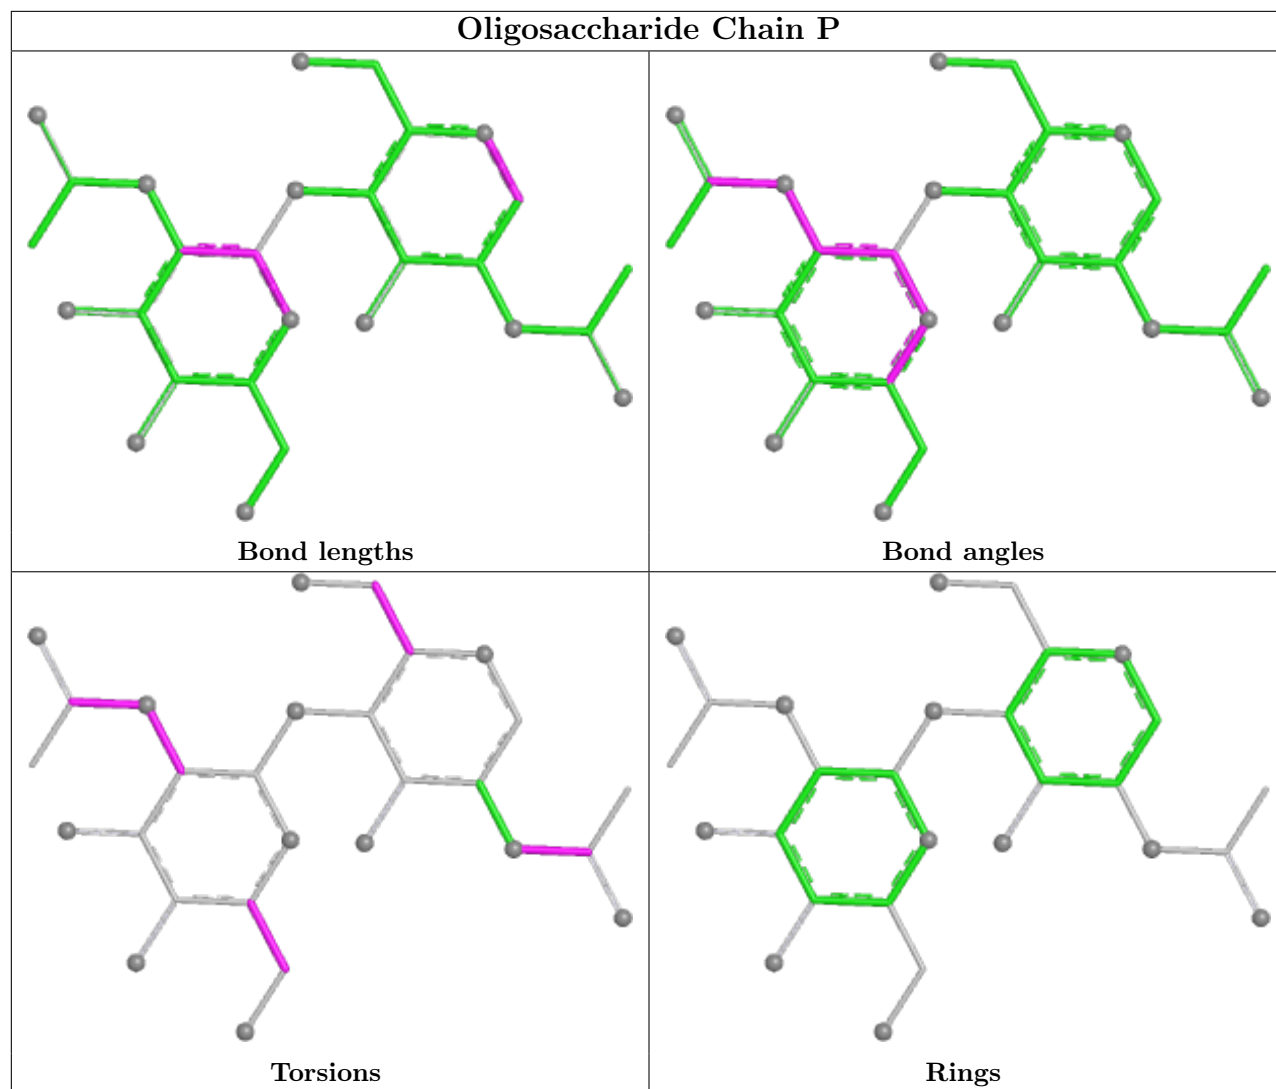 Oligosaccharide Chain P
Bond lengths
Bond angles
Torsions
Rings